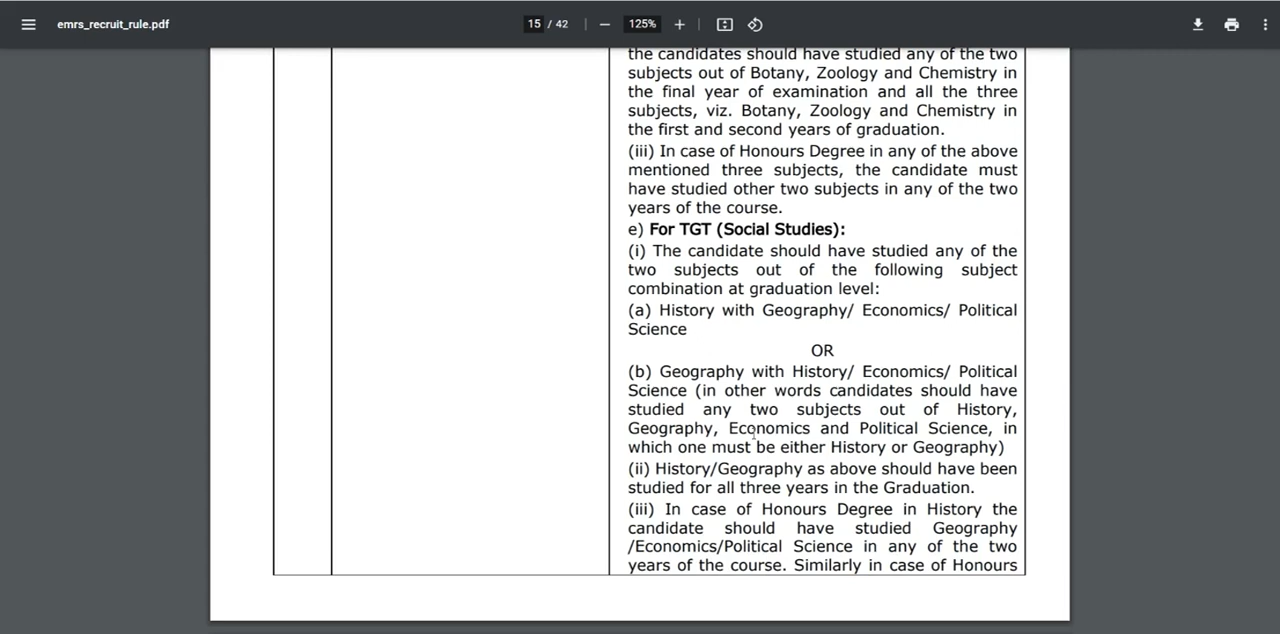 emrs_recruit_rule.pdf
15 / 42
125%
the candidates should have studied any of the two
subjects out of Botany, Zoology and Chemistry in
the final year of examination and all the three
subjects, viz. Botany, Zoology and Chemistry in
the first and second years of graduation.
(iii) In case of Honours Degree in any of the above
mentioned three subjects, the candidate must
have studied other two subjects in any of the two
years of the course.
e) For TGT (Social Studies):
(i) The candidate should have studied any of the
two subjects out of the following subject
combination at graduation level:
(a) History with Geography/ Economics/ Political
Science
OR
(b) Geography with History/ Economics/ Political
Science (in other words candidates should have
studied any two subjects out of History,
Geography, Economics and Political Science, in
which one must be either History or Geography)
(ii) History/Geography as above should have been
studied for all three years in the Graduation.
(iii) In case of Honours Degree in History the
candidate should have studied Geography
/Economics/Political Science in any of the two
years of the course. Similarly in case of Honours